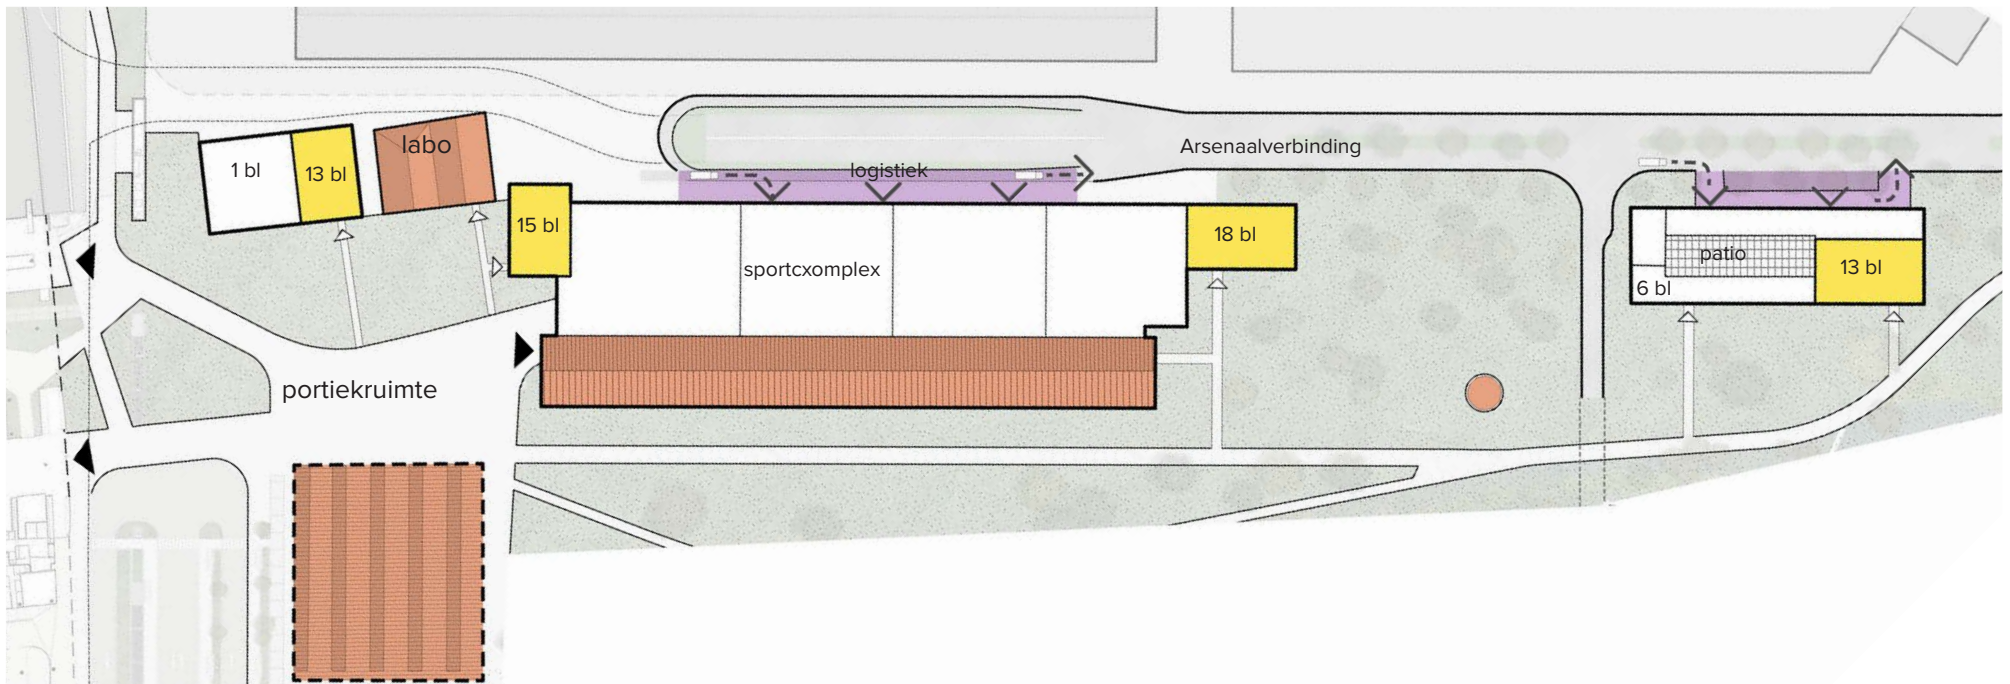 labo
1 bl
13 bl
15 bl
logistiek
Arsenaalverbinding
18 bl
sportcxomplex
patio
13 bl
6 bl
portiekruimte